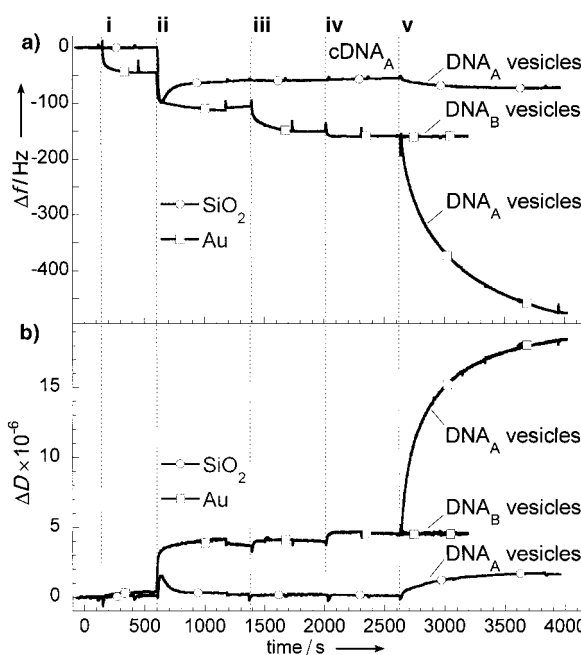 i ii iii iv v
a)
cDNA_A
0
-100
-200
-300
-400
Δf/Hz
SiO₂
Au
DNA_A vesicles
DNA_B vesicles
DNA_A vesicles
b)
15
10
5
0
ΔD×10⁻⁶
SiO₂
Au
DNA_A vesicles
DNA_B vesicles
DNA_A vesicles
0 500 1000 1500 2000 2500 3000 3500 4000
time / s